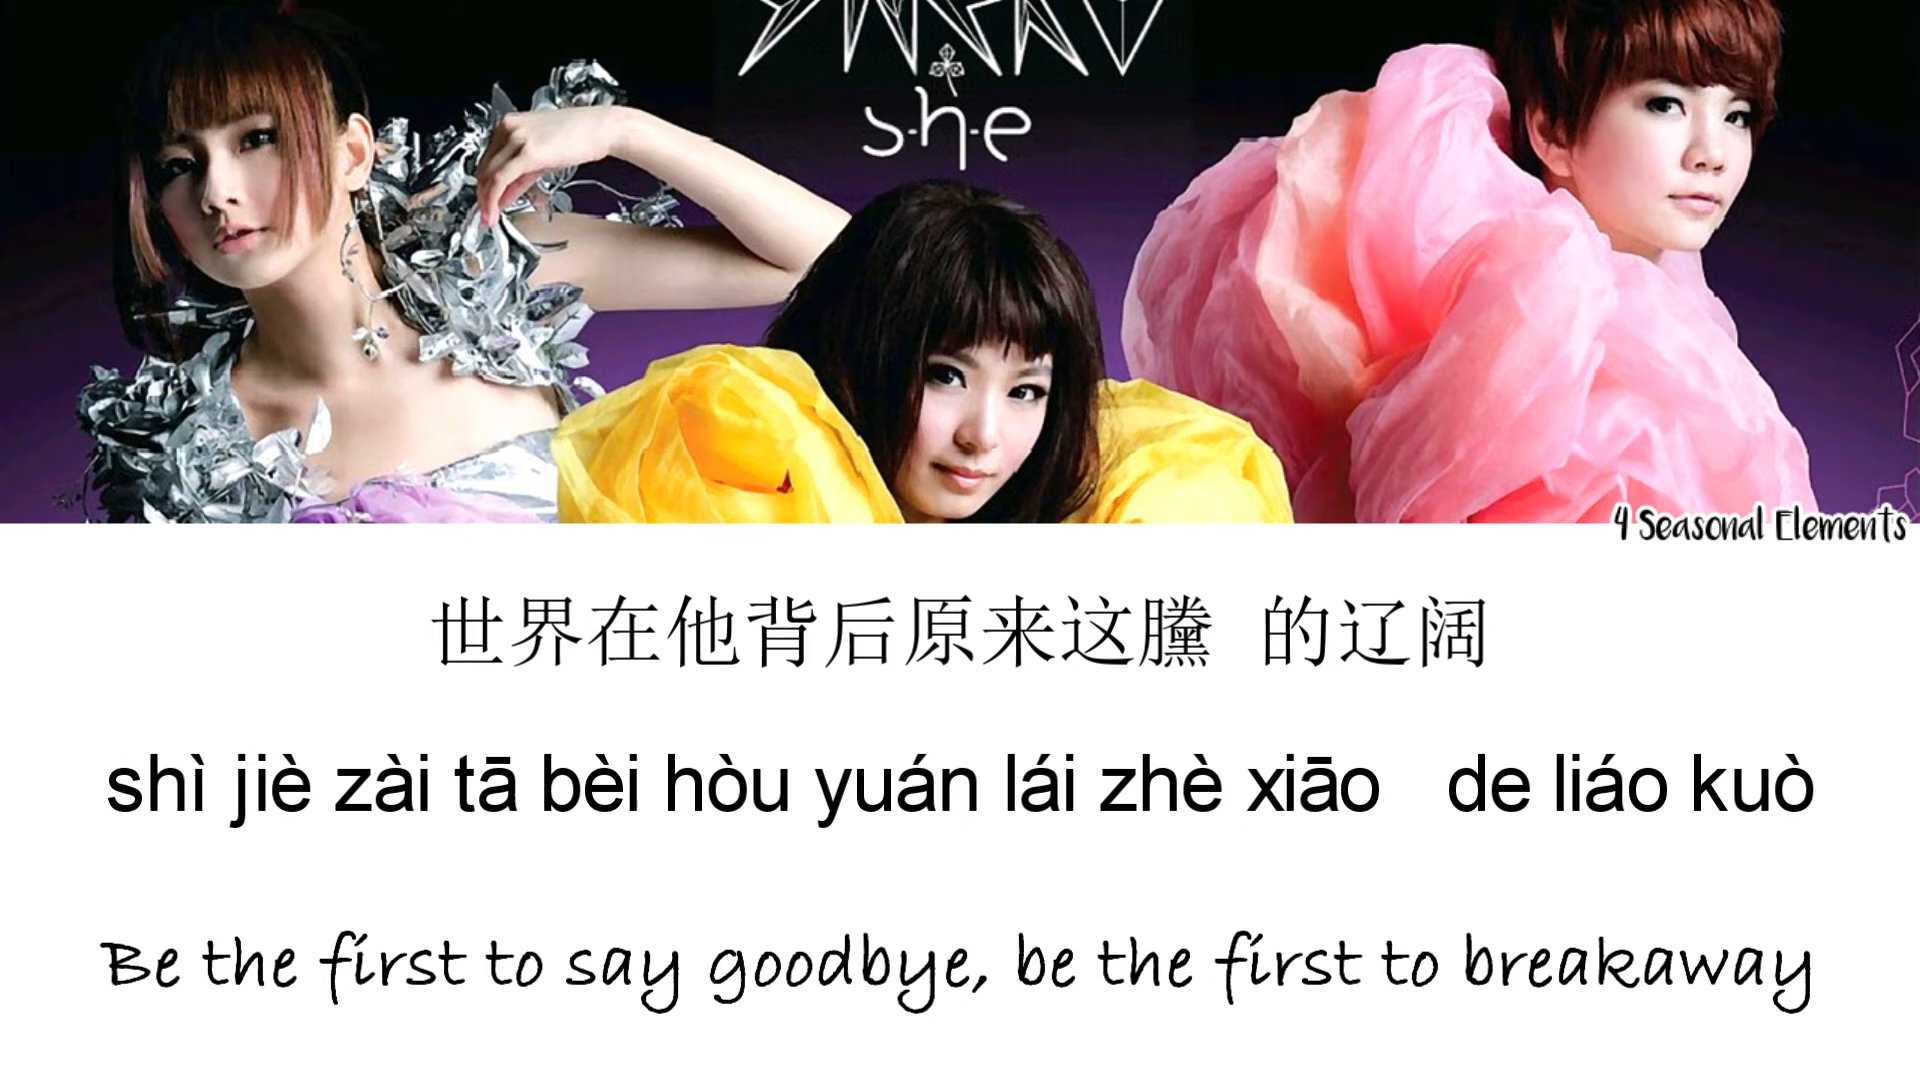 s·h·e
4 Seasonal Elements
世界在他背后原来这
的辽阔
shì jiè zài tā bèi hòu yuán lái zhè xiāo de liáo kuò
Be the first to say goodbye, be the first to breakaway